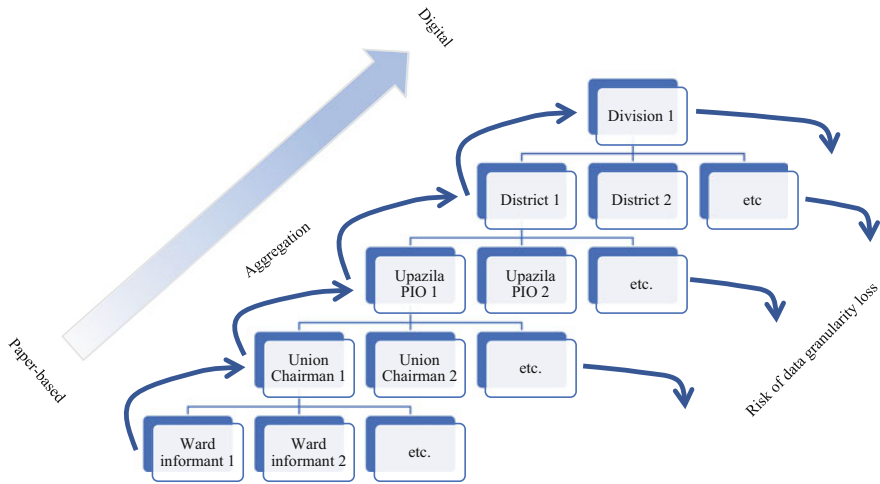 Digital
Paper-based
Aggregation
Division 1
District 1
District 2
etc
Upazila
PIO 1
Upazila
PIO 2
etc.
Union
Chairman 1
Union
Chairman 2
etc.
Ward
informant 1
Ward
informant 2
etc.
Risk of data granularity loss